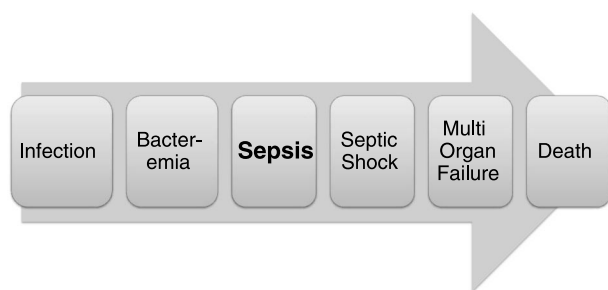 Infection
Bacter-
emia
Sepsis
Septic
Shock
Multi
Organ
Failure
Death